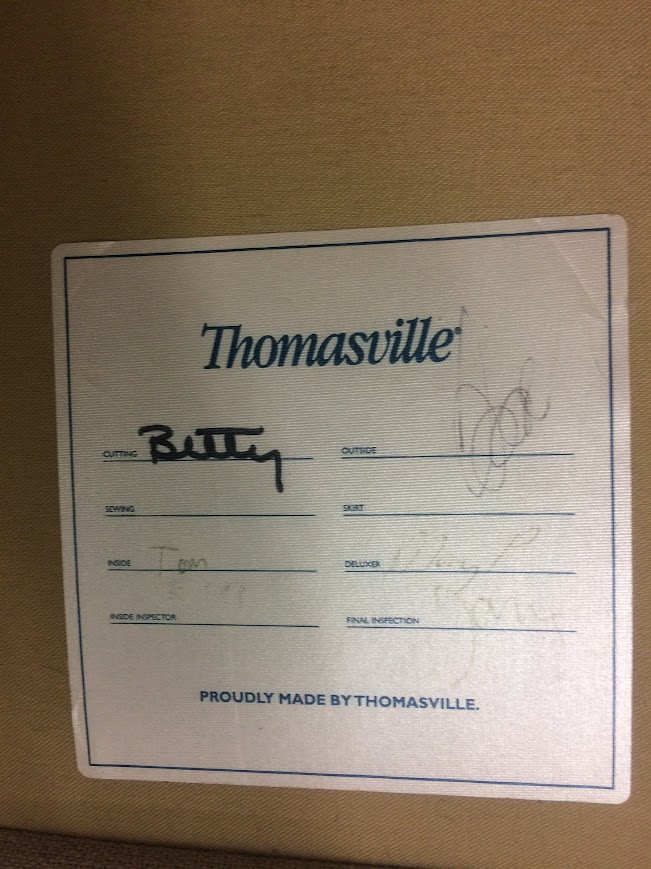 Thomasville®
CUTTING Betty OUTSIDE
SEWING SKIRT
INSIDE Tom DELUXER
INSIDE INSPECTOR FINAL INSPECTION
PROUDLY MADE BY THOMASVILLE.